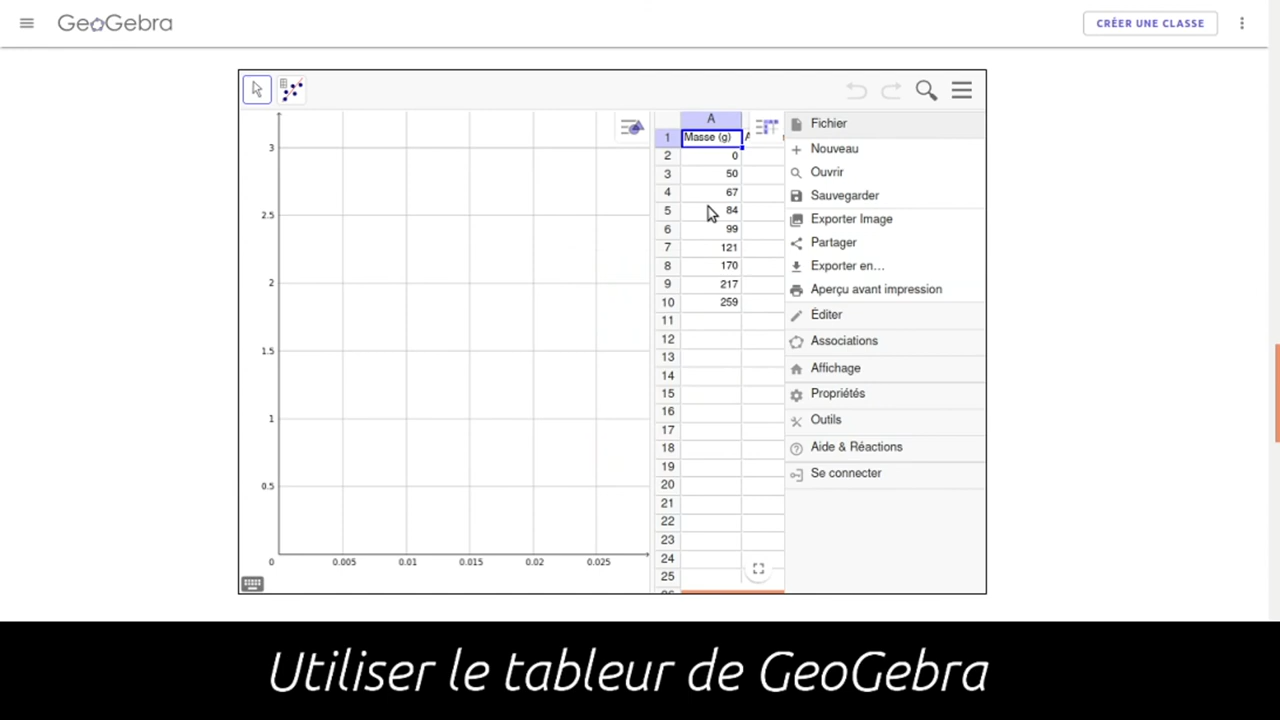 GeoGebra
CRÉER UNE CLASSE
3
2.5
2
1.5
1
0.5
0
0.005
0.01
0.015
0.02
0.025
A
1 Masse (g) A
2 0
3 50
4 67
5 84
6 99
7 121
8 170
9 217
10 259
11
12
13
14
15
16
17
18
19
20
21
22
23
24
25
Fichier
Nouveau
Ouvrir
Sauvegarder
Exporter Image
Partager
Exporter en…
Aperçu avant impression
Éditer
Associations
Affichage
Propriétés
Outils
Aide & Réactions
Se connecter
Utiliser le tableur de GeoGebra